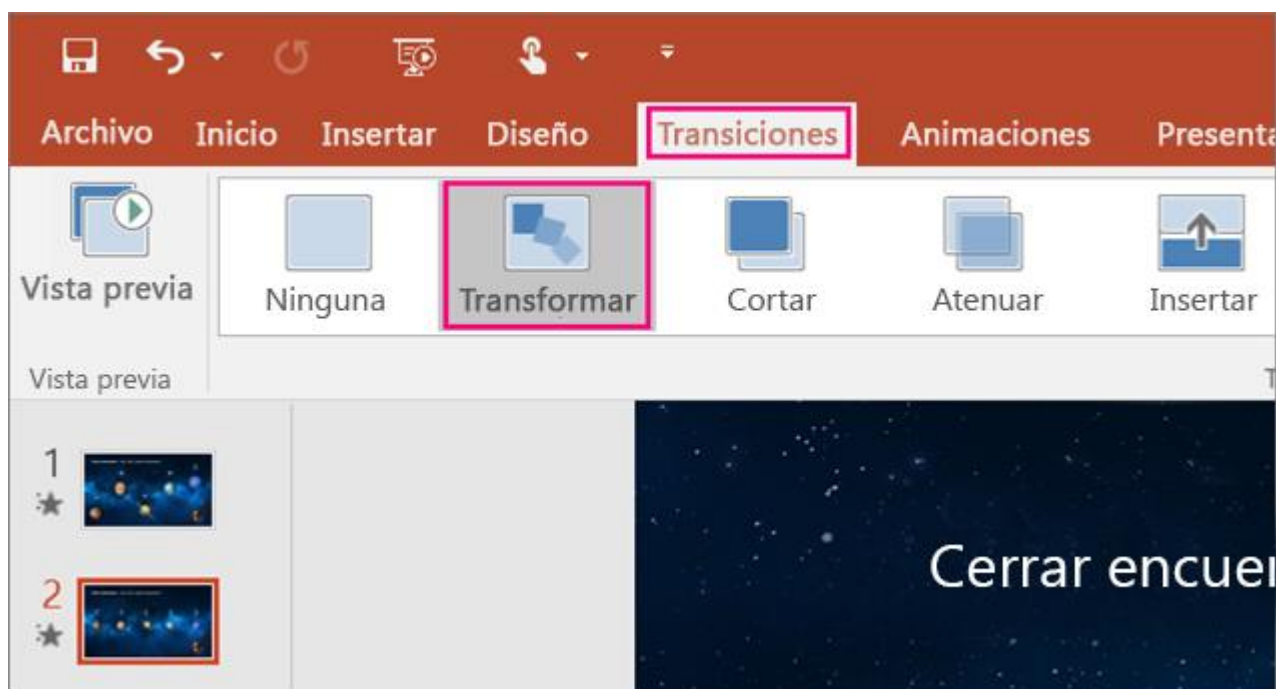 Archivo Inicio Insertar Diseño Transiciones Animaciones Presenta
Vista previa Ninguna Transformar Cortar Atenuar Insertar
Vista previa T
1
2
Cerrar encuen